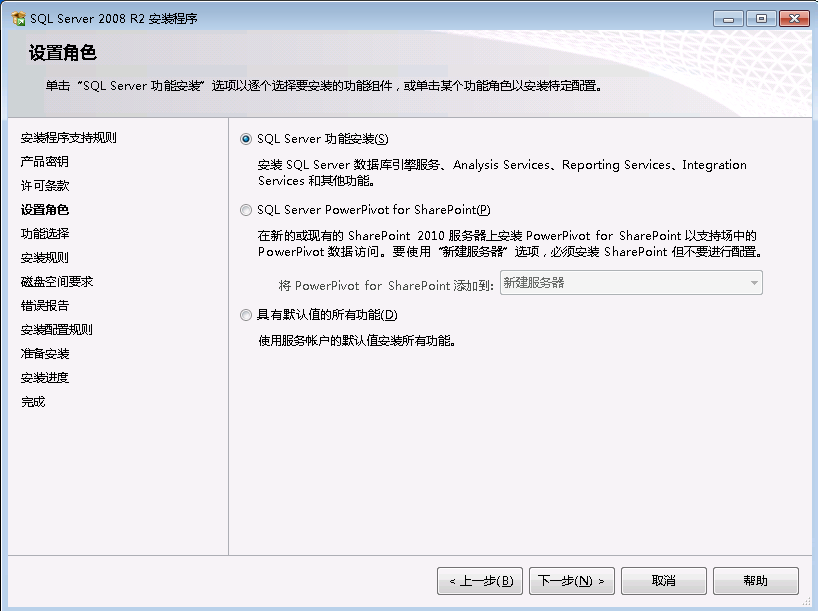 SQL Server 2008 R2 安装程序
设置角色
单击“SQL Server 功能安装”选项以逐个选择要安装的功能组件，或单击某个功能角色以安装特定配置。
安装程序支持规则
产品密钥
许可条款
设置角色
功能选择
安装规则
磁盘空间要求
错误报告
安装配置规则
准备安装
安装进度
完成
SQL Server 功能安装(S)
安装 SQL Server 数据库引擎服务、Analysis Services、Reporting Services、Integration
Services 和其他功能。
SQL Server PowerPivot for SharePoint(P)
在新的或现有的 SharePoint 2010 服务器上安装 PowerPivot for SharePoint 以支持场中的
PowerPivot 数据访问。要使用“新建服务器”选项，必须安装 SharePoint 但不要进行配置。
将 PowerPivot for SharePoint 添加到: 新建服务器
具有默认值的所有功能(D)
使用服务帐户的默认值安装所有功能。
< 上一步(B) 下一步(N) > 取消 帮助